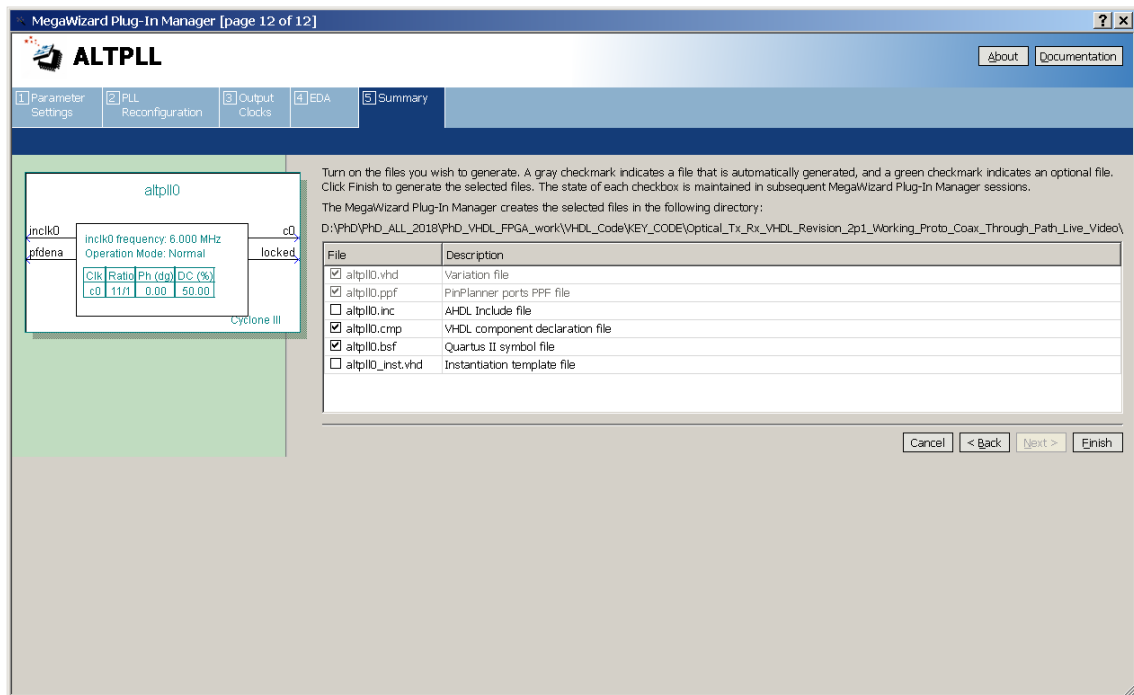 MegaWizard Plug-In Manager [page 12 of 12]
? x
ALTPLL
About Documentation
1 Parameter Settings
2 PLL Reconfiguration
3 Output Clocks
4 EDA
5 Summary
altpll0
inclk0
pfdena
inclk0 frequency: 6.000 MHz
Operation Mode: Normal
Clk Ratio Ph (dg) DC (%)
c0 11/1 0.00 50.00
c0
locked
Cyclone III
Turn on the files you wish to generate. A gray checkmark indicates a file that is automatically generated, and a green checkmark indicates an optional file.
Click Finish to generate the selected files. The state of each checkbox is maintained in subsequent MegaWizard Plug-In Manager sessions.
The MegaWizard Plug-In Manager creates the selected files in the following directory:
D:\PhD\PhD_ALL_2018\PhD_VHDL_FPGA_work\VHDL_Code\KEY_CODE\Optical_Tx_Rx_VHDL_Revision_2p1_Working_Proto_Coax_Through_Path_Live_Video\
File Description
altpll0.vhd Variation file
altpll0.ppf PinPlanner ports PPF file
altpll0.inc AHDL Include file
altpll0.cmp VHDL component declaration file
altpll0.bsf Quartus II symbol file
altpll0_inst.vhd Instantiation template file
Cancel < Back Next > Finish